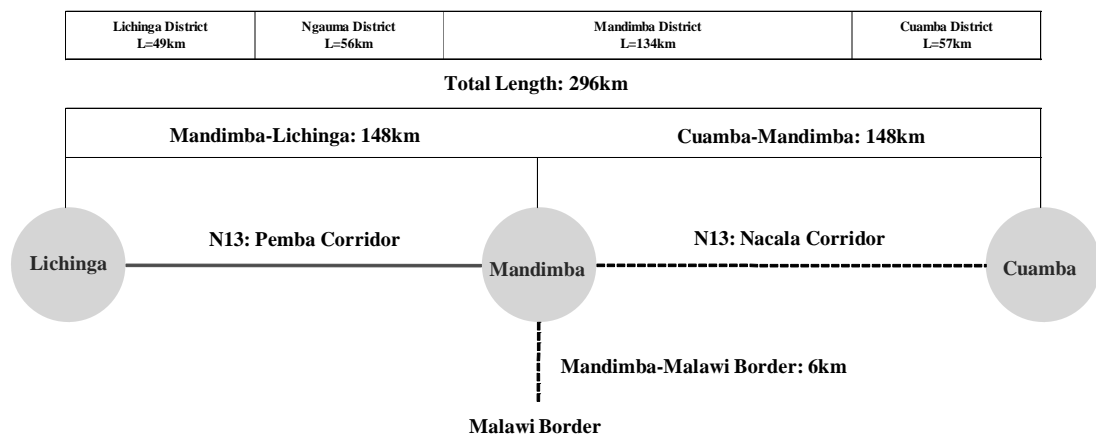 Lichinga District
L=49km
Ngauma District
L=56km
Mandimba District
L=134km
Cuamba District
L=57km
Total Length: 296km
Mandimba-Lichinga: 148km
Cuamba-Mandimba: 148km
N13: Pemba Corridor
N13: Nacala Corridor
Lichinga
Mandimba
Cuamba
Mandimba-Malawi Border: 6km
Malawi Border